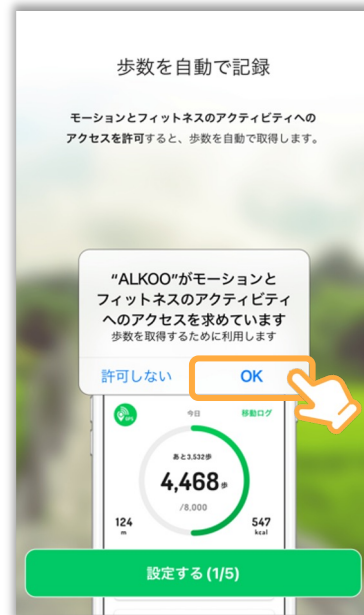 歩数を自動で記録
モーションとフィットネスのアクティビティへの
アクセスを許可すると、歩数を自動で取得します。
"ALKOO"がモーションと
フィットネスのアクティビティ
へのアクセスを求めています
歩数を取得するために利用します
許可しない
OK
GPS
今日
移動ログ
あと3,532歩
4,468歩
/8,000
124
m
547
kcal
設定する (1/5)